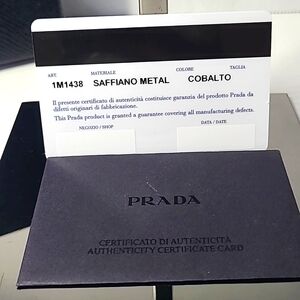 ART. MATERIALE COLORE TAGLIA
1M1438 SAFFIANO METAL COBALTO
Il presente certificato di autenticità costituisce garanzia del prodotto Prada da
difetti originari di fabbricazione.
This Prada product is granted a guarantee covering all manufacturing defects.
NEGOZIO / SHOP DATA / DATE
PRADA
CERTIFICATO DI AUTENTICITÀ
AUTHENTICITY CERTIFICATE CARD